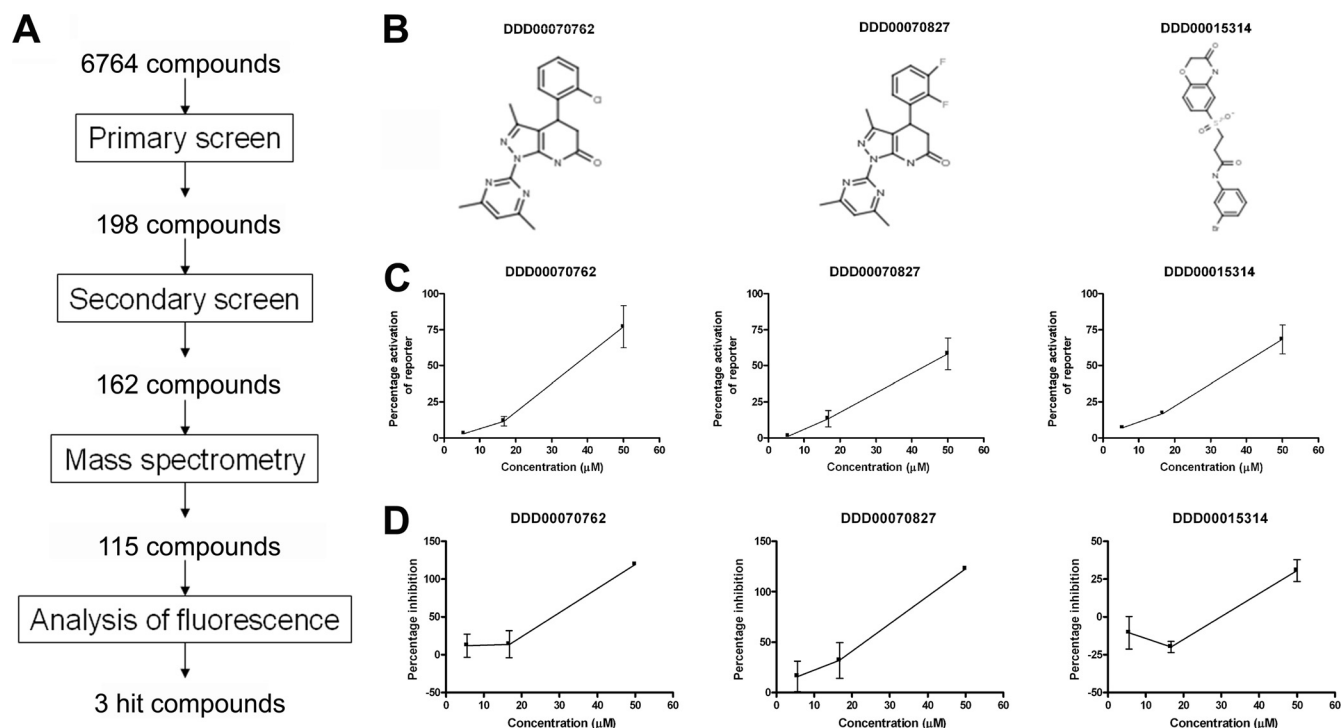 A
6764 compounds
Primary screen
198 compounds
Secondary screen
162 compounds
Mass spectrometry
115 compounds
Analysis of fluorescence
3 hit compounds
B
DDD00070762
Cl
N
N
N
O
N
N
DDD00070827
F
F
N
N
N
O
N
N
DDD00015314
O
O
N
O
S
O-
O
N
Br
C
DDD00070762
Percentage activation
of reporter
100
75
50
25
0
0 10 20 30 40 50 60
Concentration (μM)
DDD00070827
Percentage activation
of reporter
100
75
50
25
0
0 10 20 30 40 50 60
Concentration (μM)
DDD00015314
Percentage activation
of reporter
100
75
50
25
0
0 10 20 30 40 50 60
Concentration (μM)
D
DDD00070762
Percentage inhibition
150
100
50
0
-50
0 10 20 30 40 50 60
Concentration (μM)
DDD00070827
Percentage inhibition
150
100
50
0
0 10 20 30 40 50 60
Concentration (μM)
DDD00015314
Percentage inhibition
50
25
0
-25
-50
0 10 20 30 40 50 60
Concentration (μM)